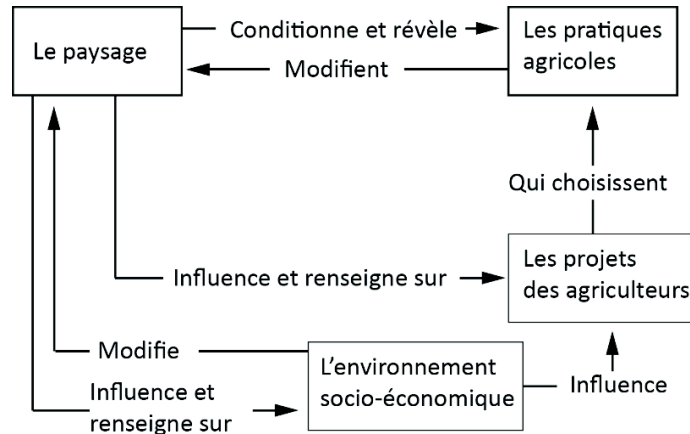 Le paysage
Conditionne et révèle
Les pratiques
agricoles
Modifient
Qui choisissent
Influence et renseigne sur
Les projets
des agriculteurs
Modifie
L’environnement
socio-économique
Influence
Influence et
renseigne sur